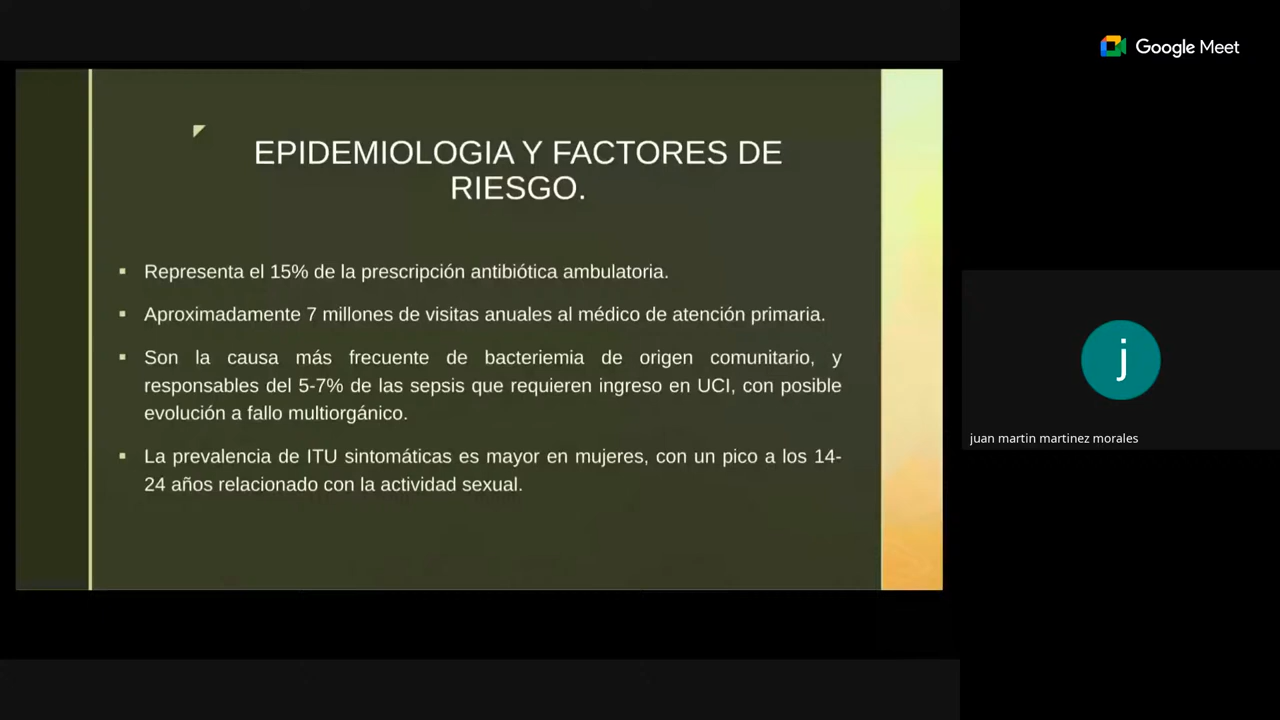 Google Meet
EPIDEMIOLOGIA Y FACTORES DE
RIESGO.
▪ Representa el 15% de la prescripción antibiótica ambulatoria.
▪ Aproximadamente 7 millones de visitas anuales al médico de atención primaria.
▪ Son la causa más frecuente de bacteriemia de origen comunitario, y
responsables del 5-7% de las sepsis que requieren ingreso en UCI, con posible
evolución a fallo multiorgánico.
▪ La prevalencia de ITU sintomáticas es mayor en mujeres, con un pico a los 14-
24 años relacionado con la actividad sexual.
j
juan martin martinez morales